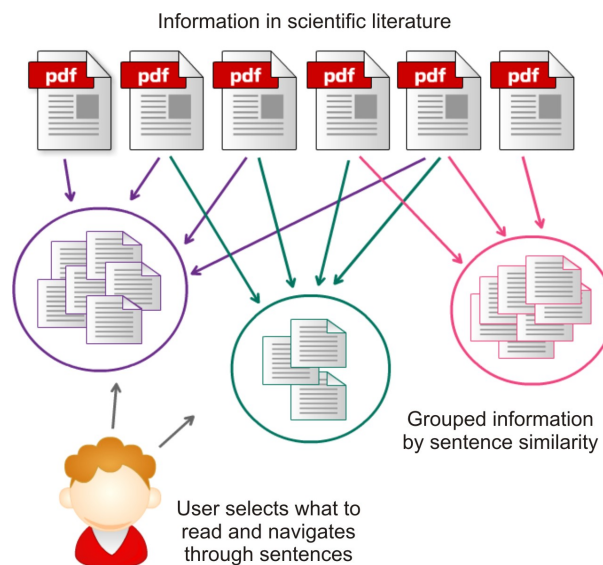 Information in scientific literature
pdf pdf pdf pdf pdf pdf
Grouped information
by sentence similarity
User selects what to
read and navigates
through sentences